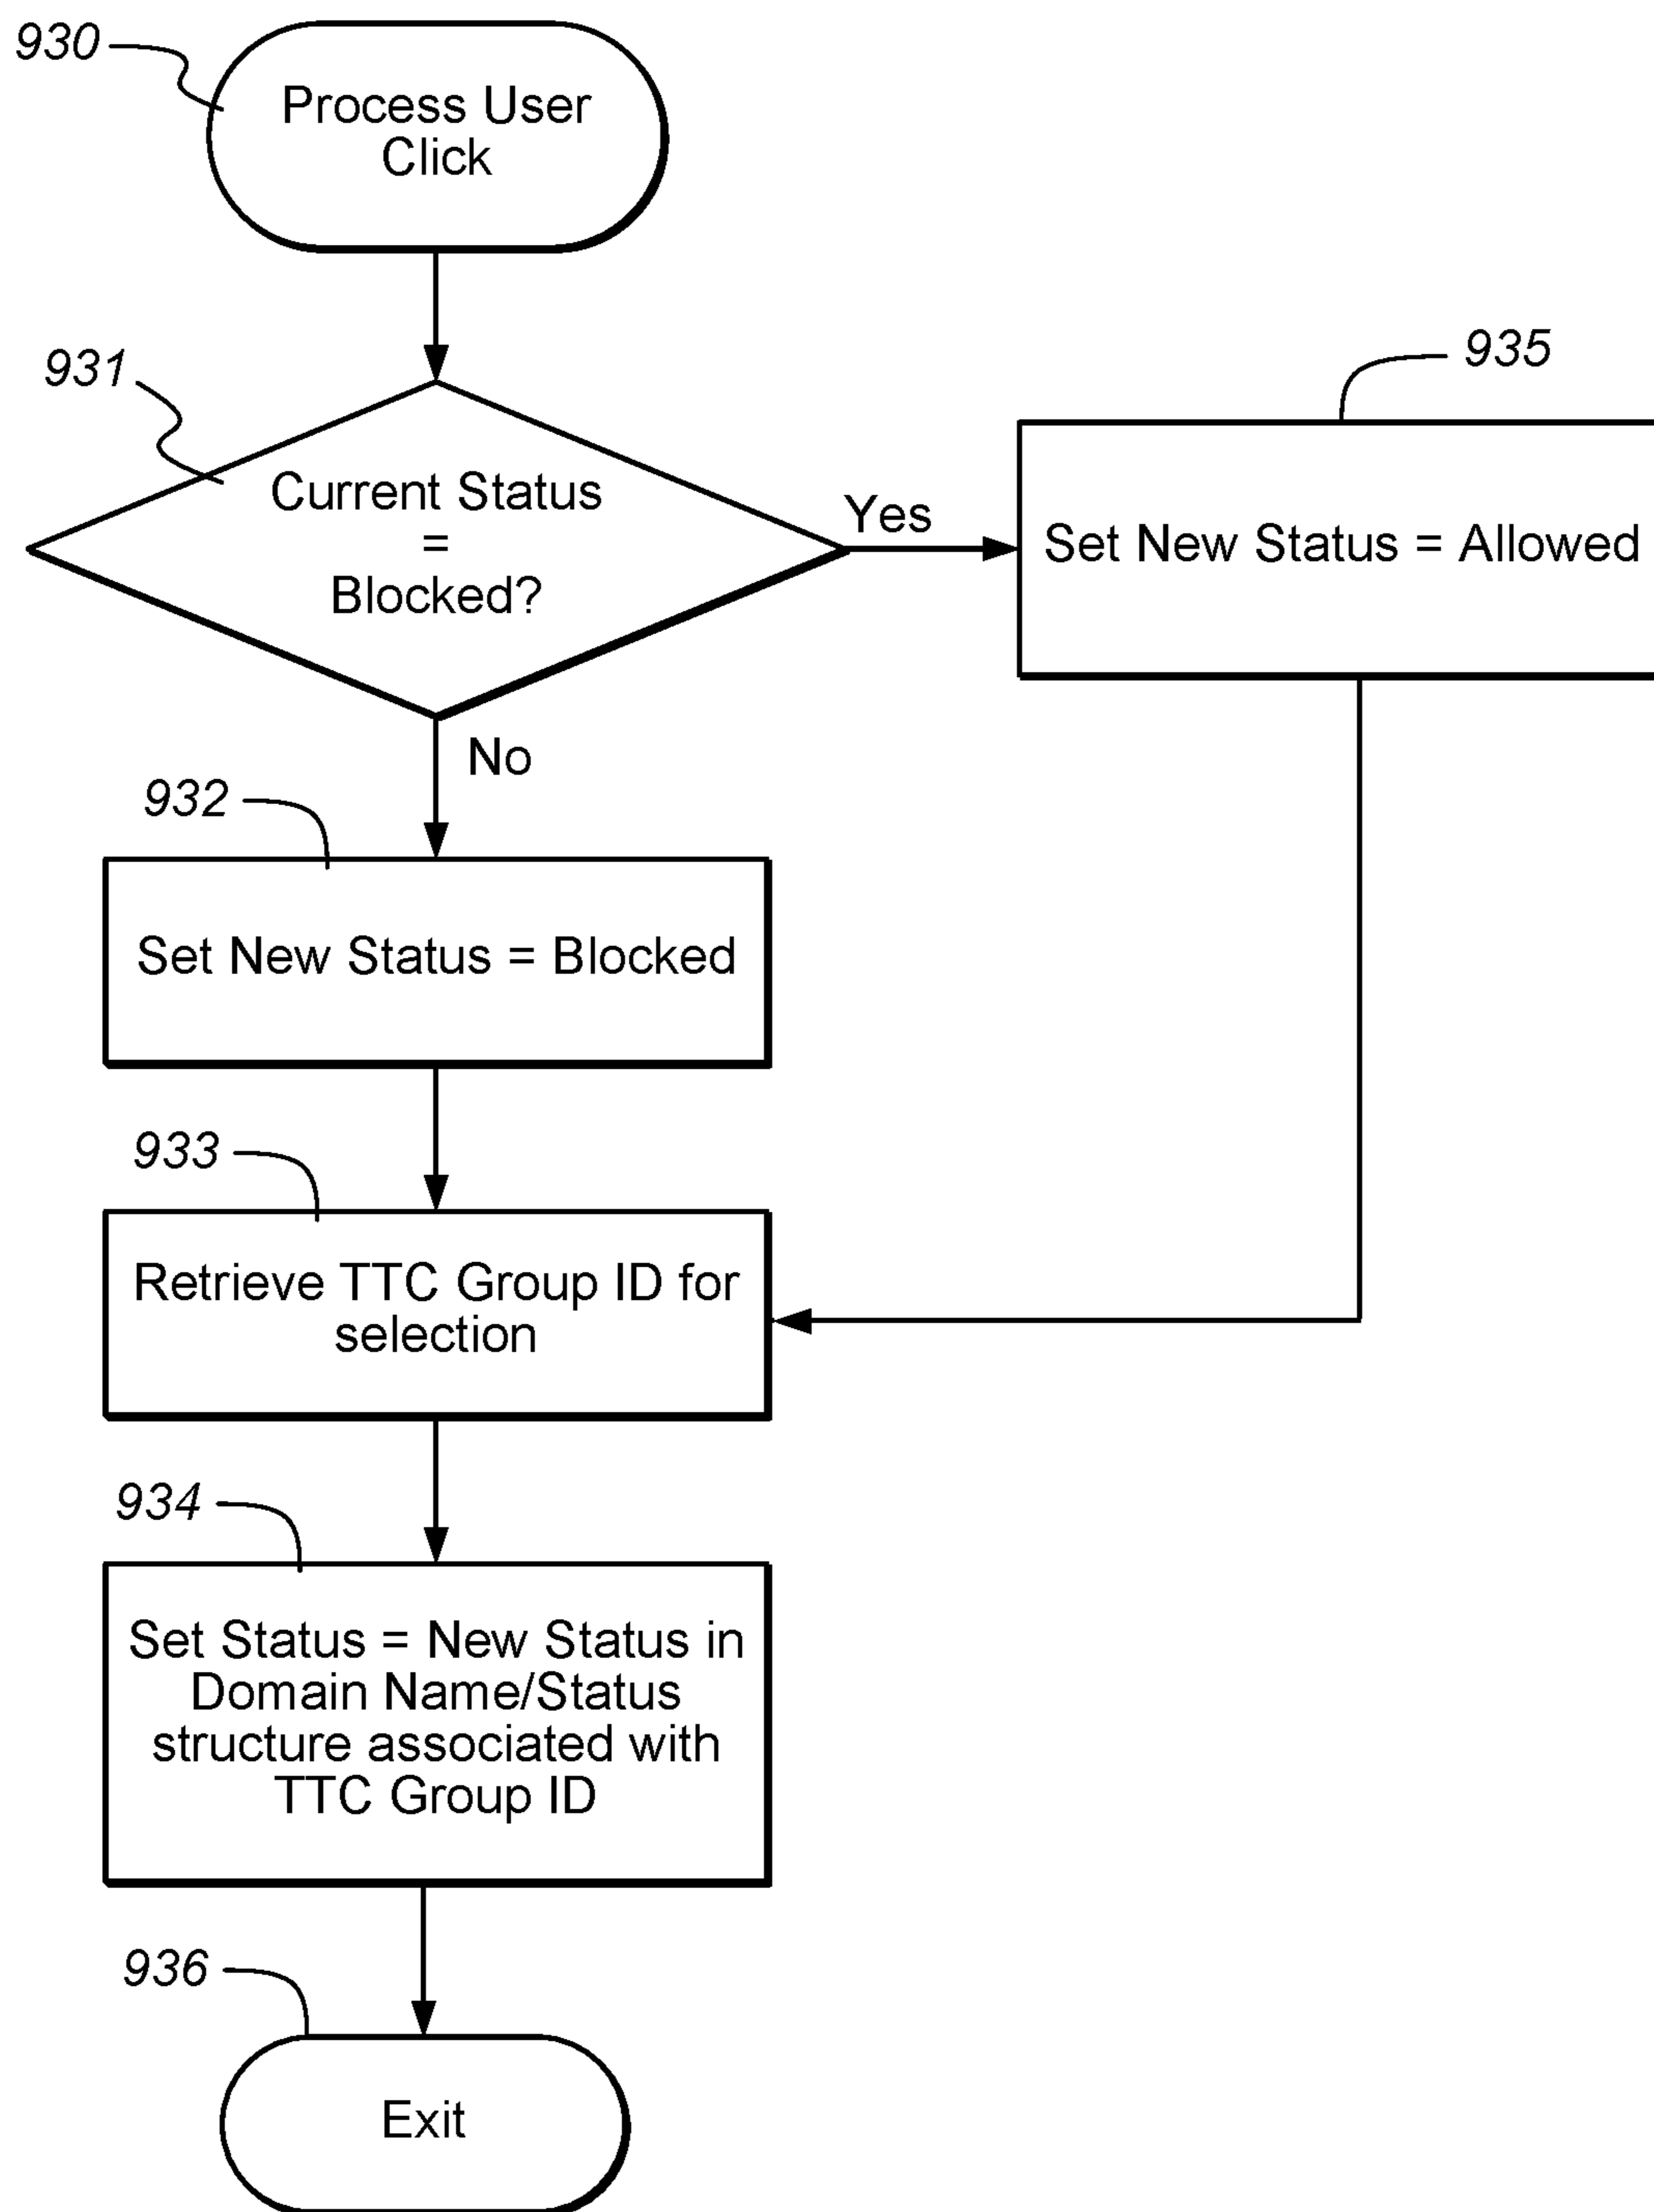 930
Process User
Click
931
Current Status
=
Blocked?
Yes
935
Set New Status = Allowed
No
932
Set New Status = Blocked
933
Retrieve TTC Group ID for
selection
934
Set Status = New Status in
Domain Name/Status
structure associated with
TTC Group ID
936
Exit